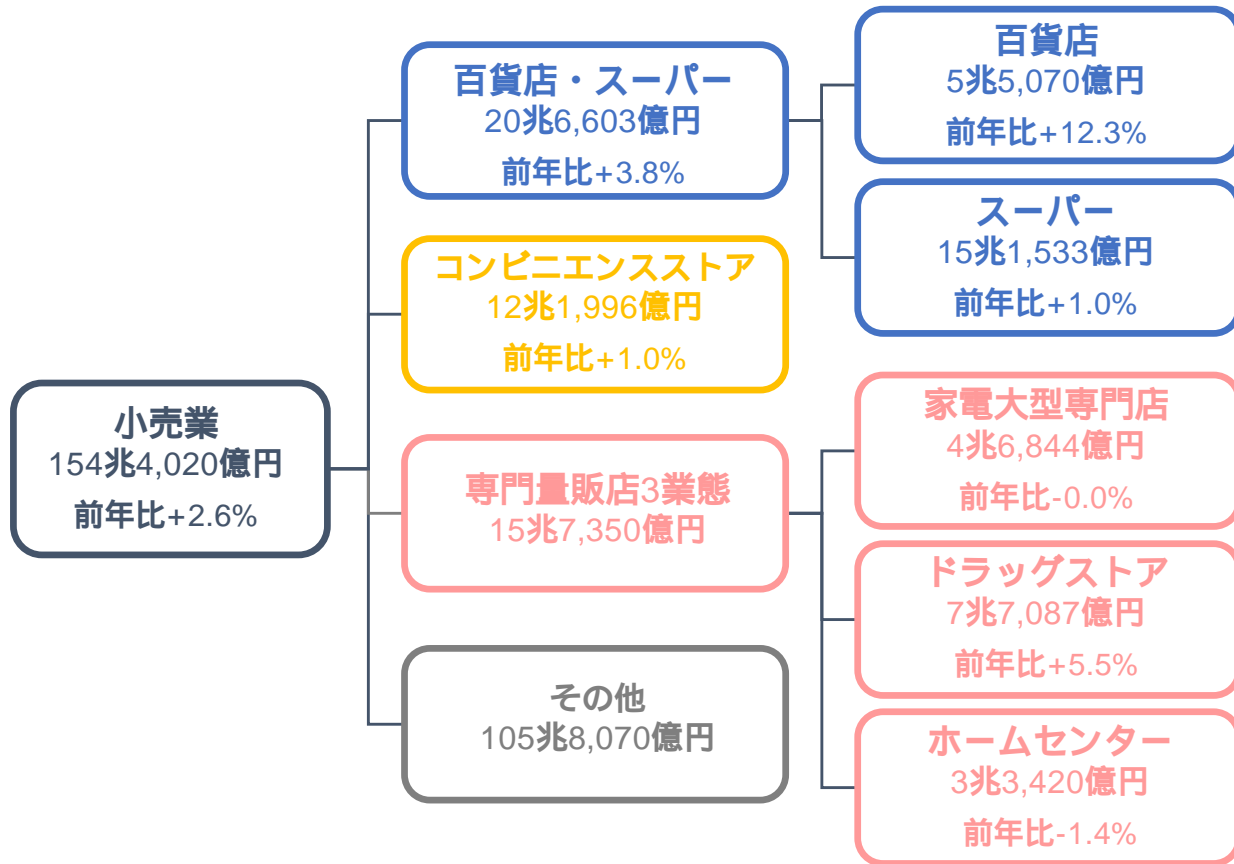 小売業
154兆4,020億円
前年比+2.6%
百貨店・スーパー
20兆6,603億円
前年比+3.8%
コンビニエンスストア
12兆1,996億円
前年比+1.0%
専門量販店3業態
15兆7,350億円
その他
105兆8,070億円
百貨店
5兆5,070億円
前年比+12.3%
スーパー
15兆1,533億円
前年比+1.0%
家電大型専門店
4兆6,844億円
前年比-0.0%
ドラッグストア
7兆7,087億円
前年比+5.5%
ホームセンター
3兆3,420億円
前年比-1.4%